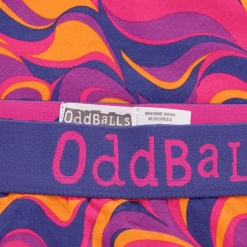 OddBaLLs
MACHINE WASH
30 DEGREES
OddBaLLs